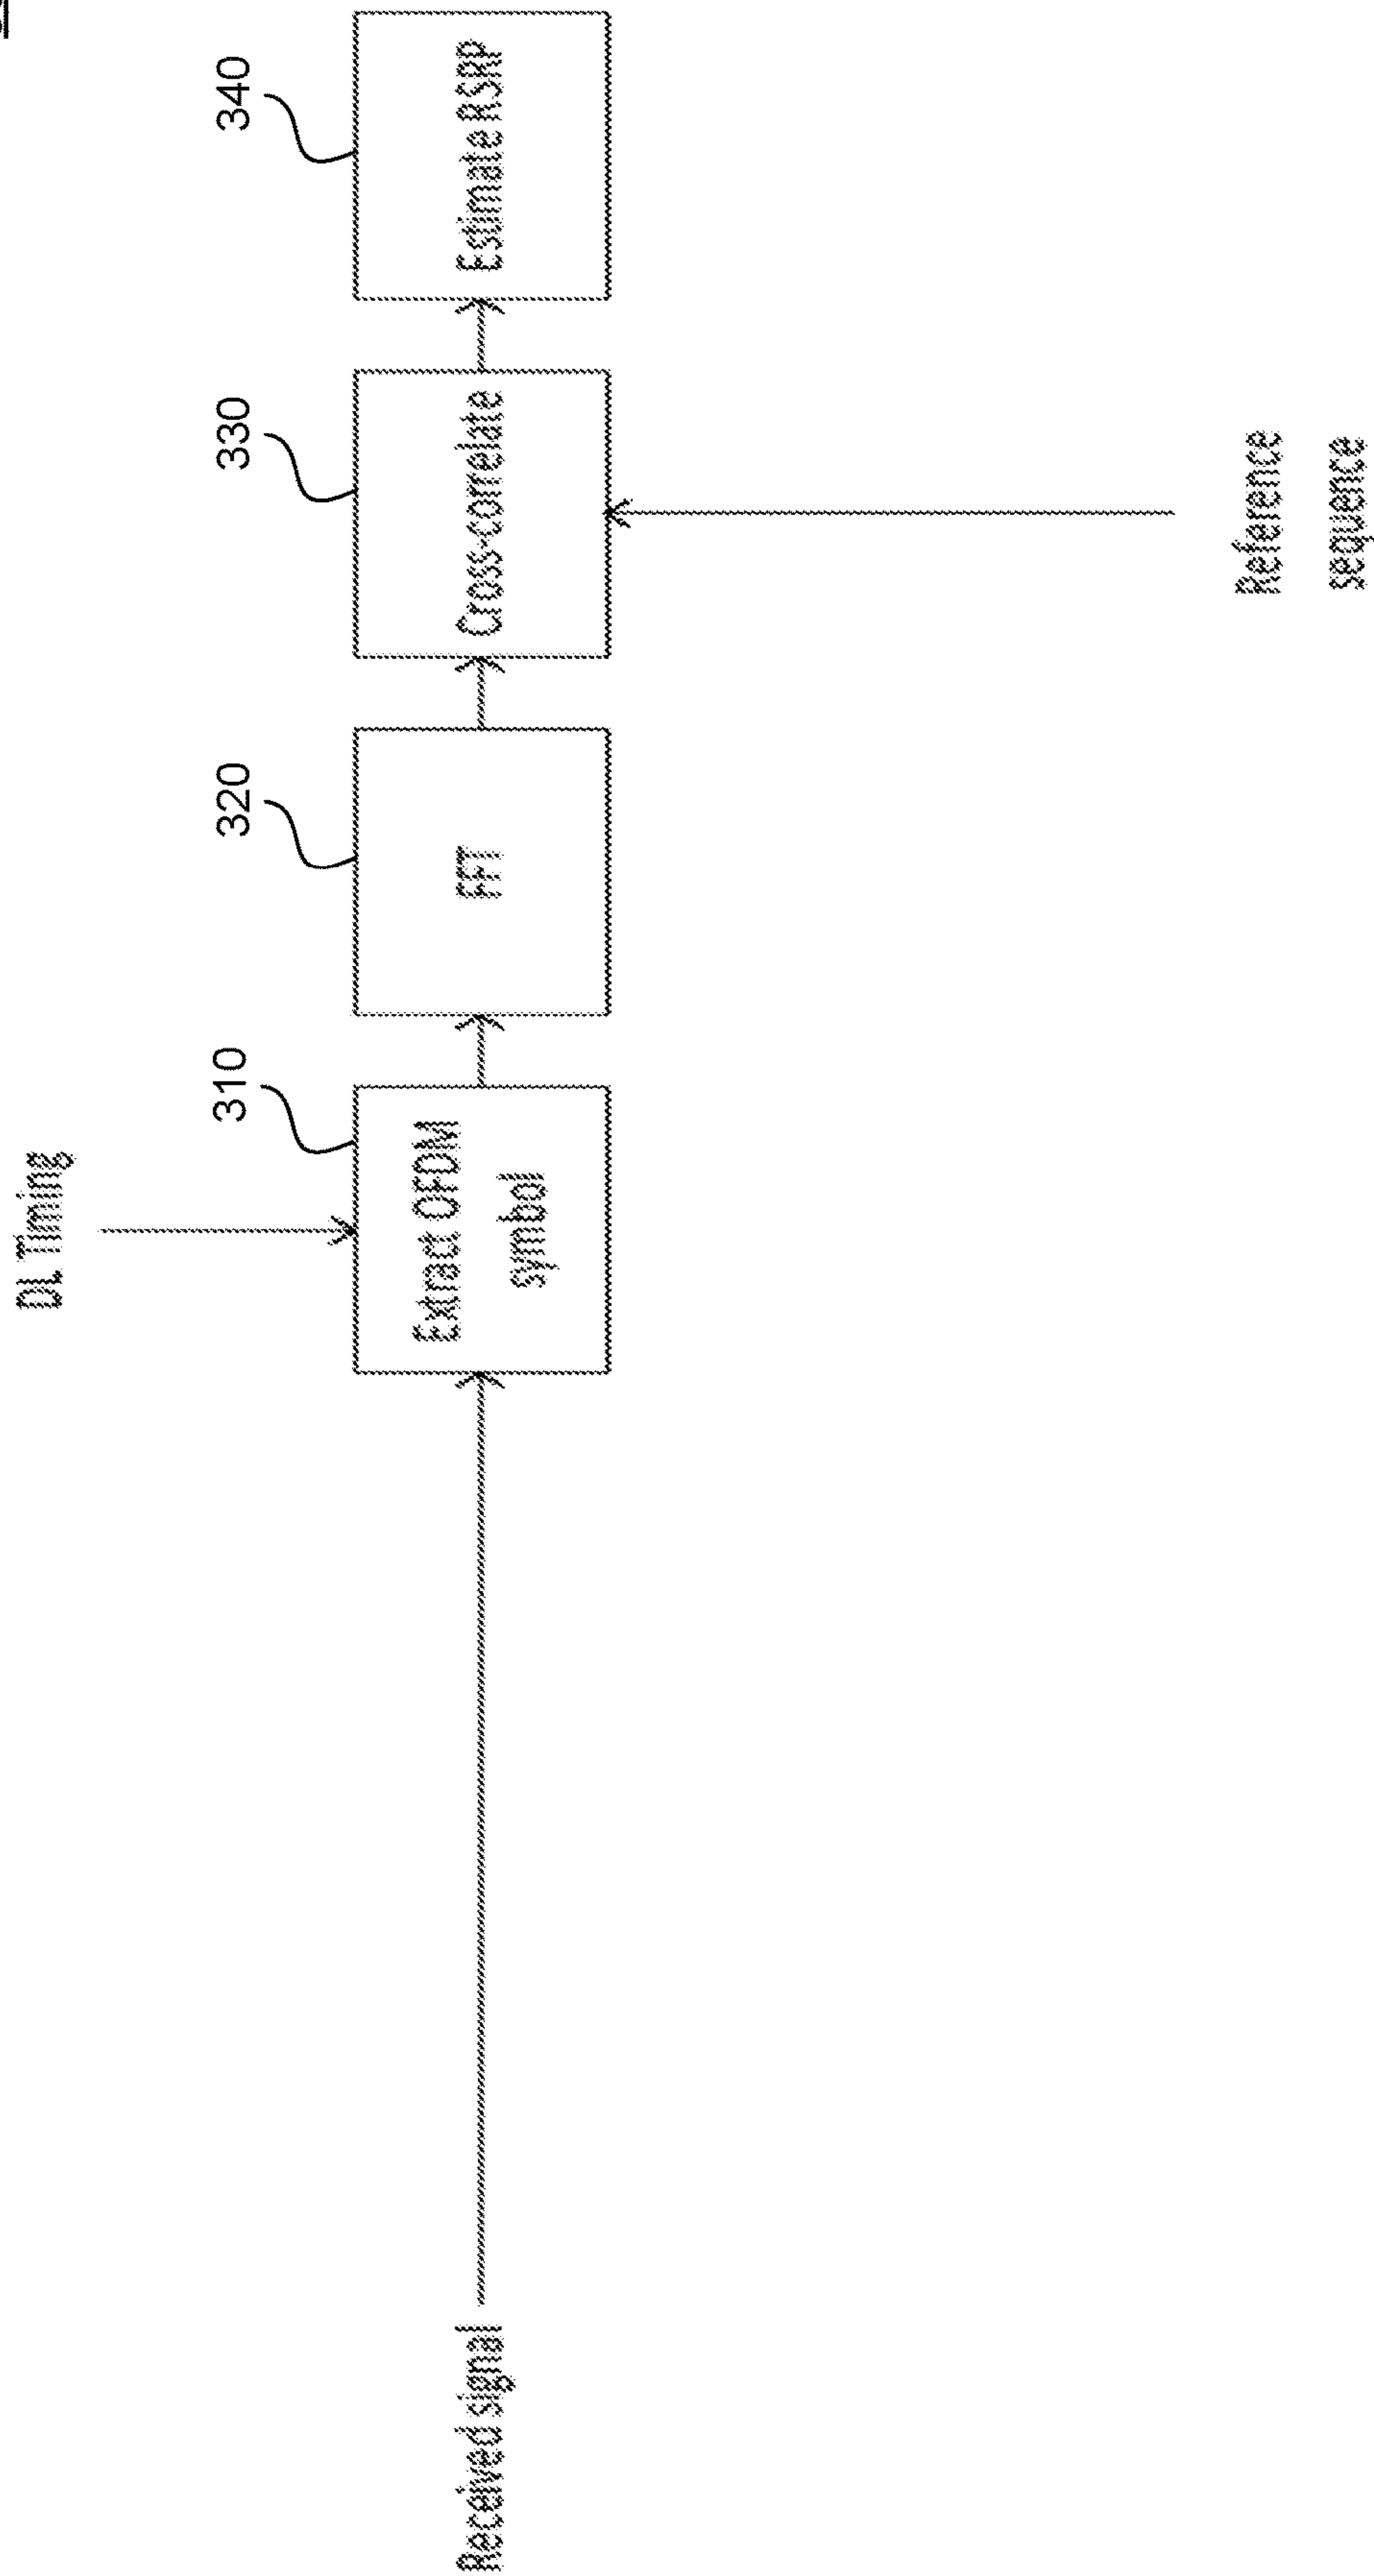 DL Timing
310
320
330
340
Received signal
Extract OFDM
symbol
FFT
Cross-correlate
Estimate RSRP
Reference
sequence